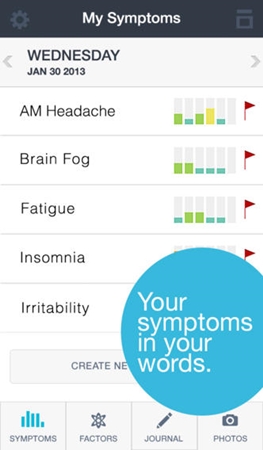 My Symptoms
WEDNESDAY
JAN 30 2013
AM Headache
Brain Fog
Fatigue
Insomnia
Irritability
Your
symptoms
in your
words.
CREATE NE
SYMPTOMS FACTORS JOURNAL PHOTOS